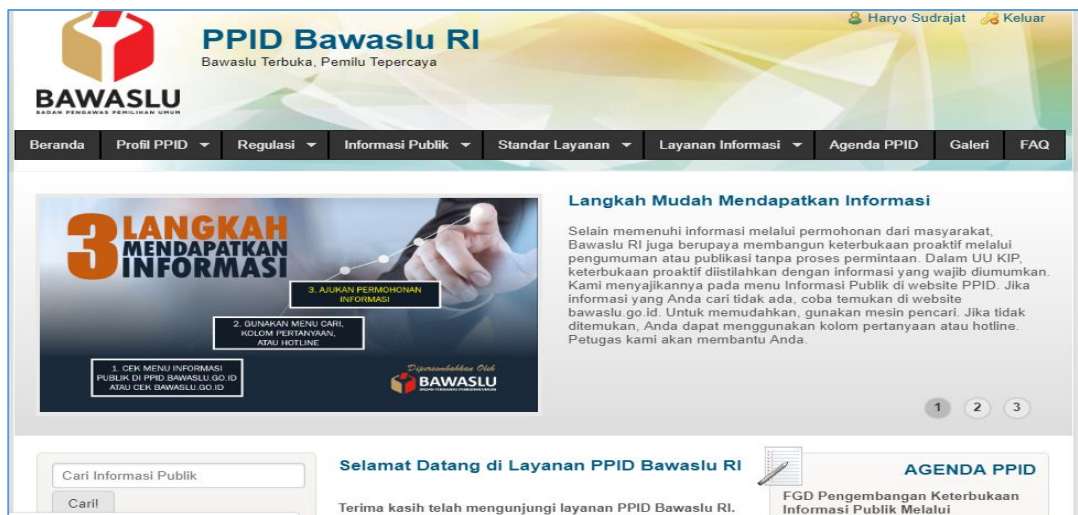 Haryo Sudrajat Keluar
PPID Bawaslu RI
Bawaslu Terbuka, Pemilu Tepercaya
BAWASLU
BADAN PENGAWAS PEMILIHAN UMUM
Beranda Profil PPID Regulasi Informasi Publik Standar Layanan Layanan Informasi Agenda PPID Galeri FAQ
3 LANGKAH
MENDAPATKAN
INFORMASI
3. AJUKAN PERMOHONAN
INFORMASI
2. GUNAKAN MENU CARI,
KOLOM PERTANYAAN,
ATAU HOTLINE
1. CEK MENU INFORMASI
PUBLIK DI PPID.BAWASLU.GO.ID
ATAU CEK BAWASLU.GO.ID
Dipersembahkan Oleh
BAWASLU
BADAN PENGAWAS PEMILIHAN UMUM
Langkah Mudah Mendapatkan Informasi
Selain memenuhi informasi melalui permohonan dari masyarakat,
Bawaslu RI juga berupaya membangun keterbukaan proaktif melalui
pengumuman atau publikasi tanpa proses permintaan. Dalam UU KIP,
keterbukaan proaktif diistilahkan dengan informasi yang wajib diumumkan.
Kami menyajikannya pada menu Informasi Publik di website PPID. Jika
informasi yang Anda cari tidak ada, coba temukan di website
bawaslu.go.id. Untuk memudahkan, gunakan mesin pencari. Jika tidak
ditemukan, Anda dapat menggunakan kolom pertanyaan atau hotline.
Petugas kami akan membantu Anda.
1 2 3
Cari Informasi Publik
Cari!
Selamat Datang di Layanan PPID Bawaslu RI
Terima kasih telah mengunjungi layanan PPID Bawaslu RI.
AGENDA PPID
FGD Pengembangan Keterbukaan
Informasi Publik Melalui